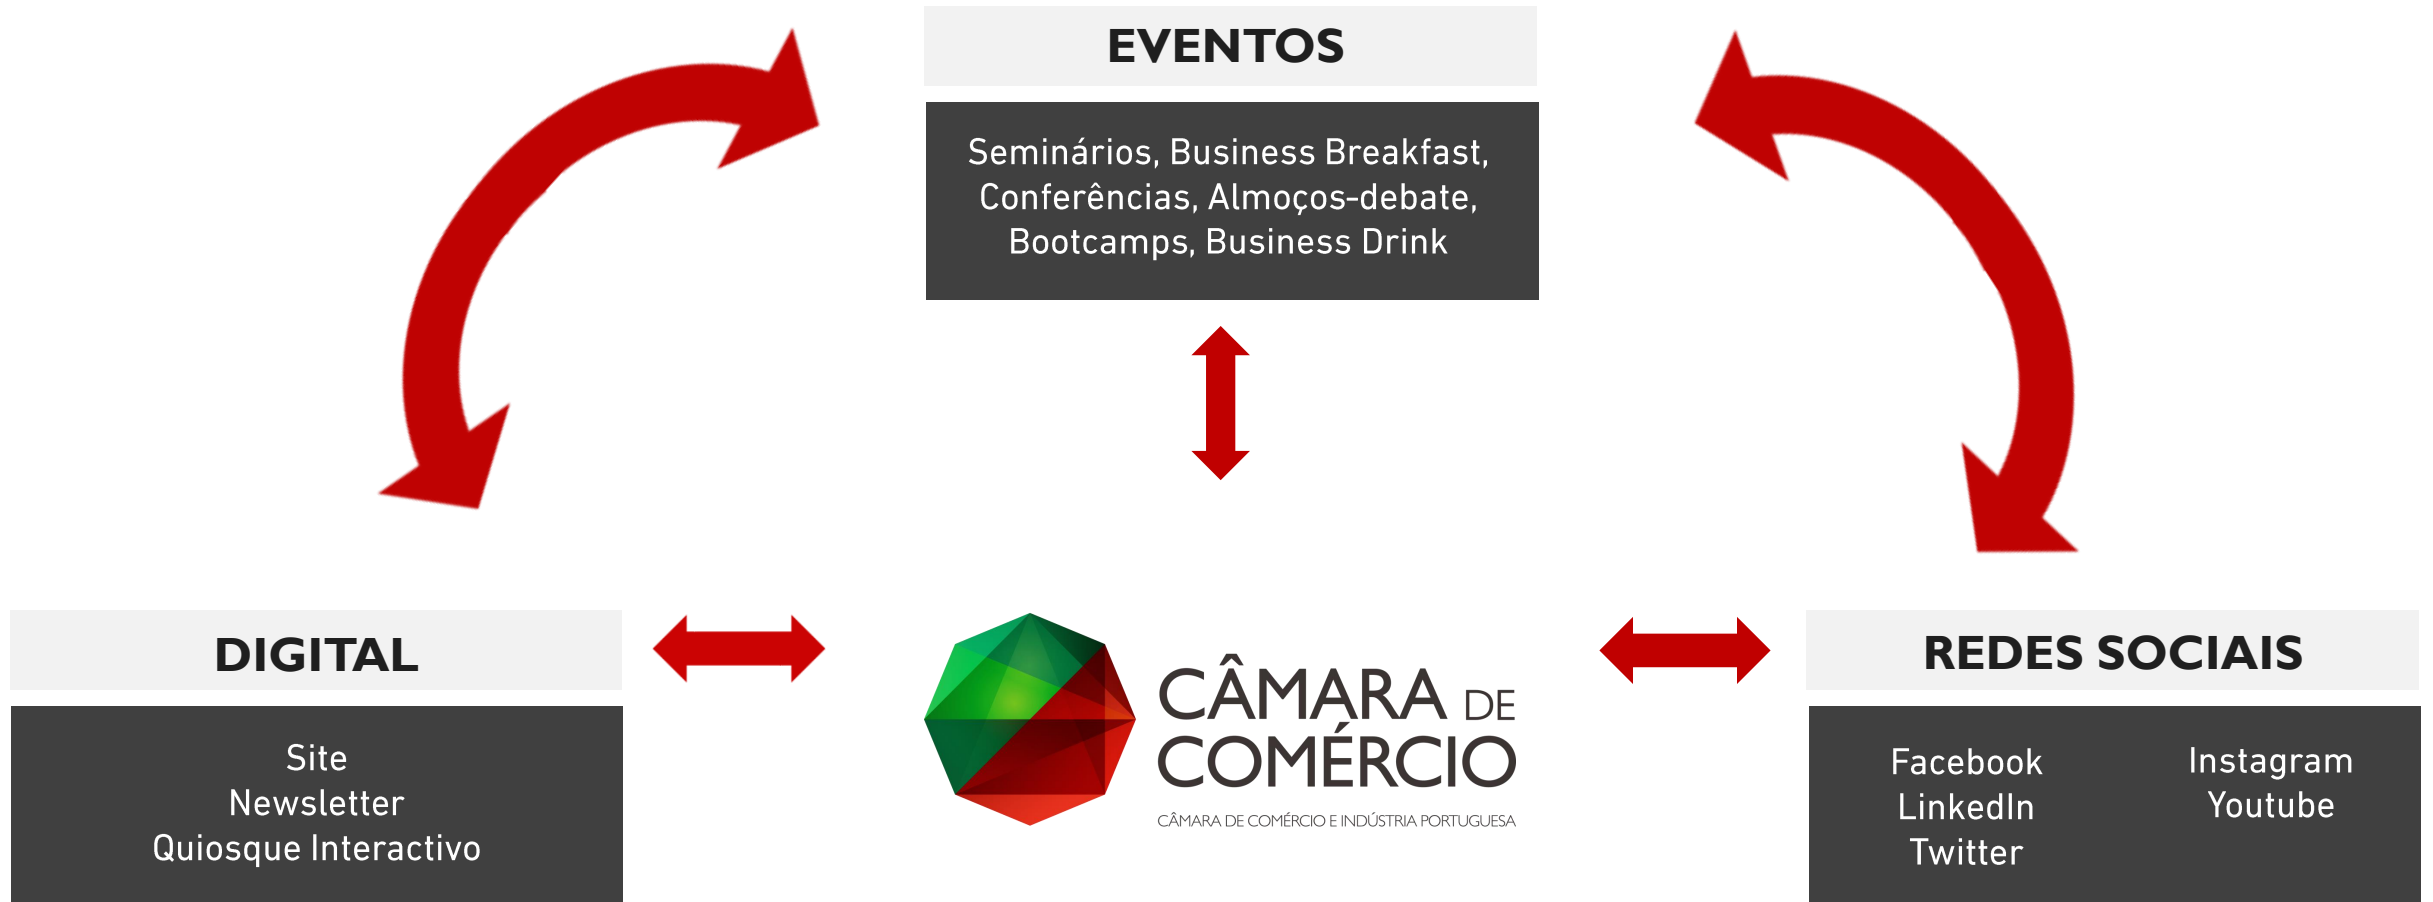 EVENTOS
Seminários, Business Breakfast,
Conferências, Almoços-debate,
Bootcamps, Business Drink
DIGITAL
Site
Newsletter
Quiosque Interactivo
CÂMARA DE
COMÉRCIO
CÂMARA DE COMÉRCIO E INDÚSTRIA PORTUGUESA
REDES SOCIAIS
Facebook
LinkedIn
Twitter
Instagram
Youtube